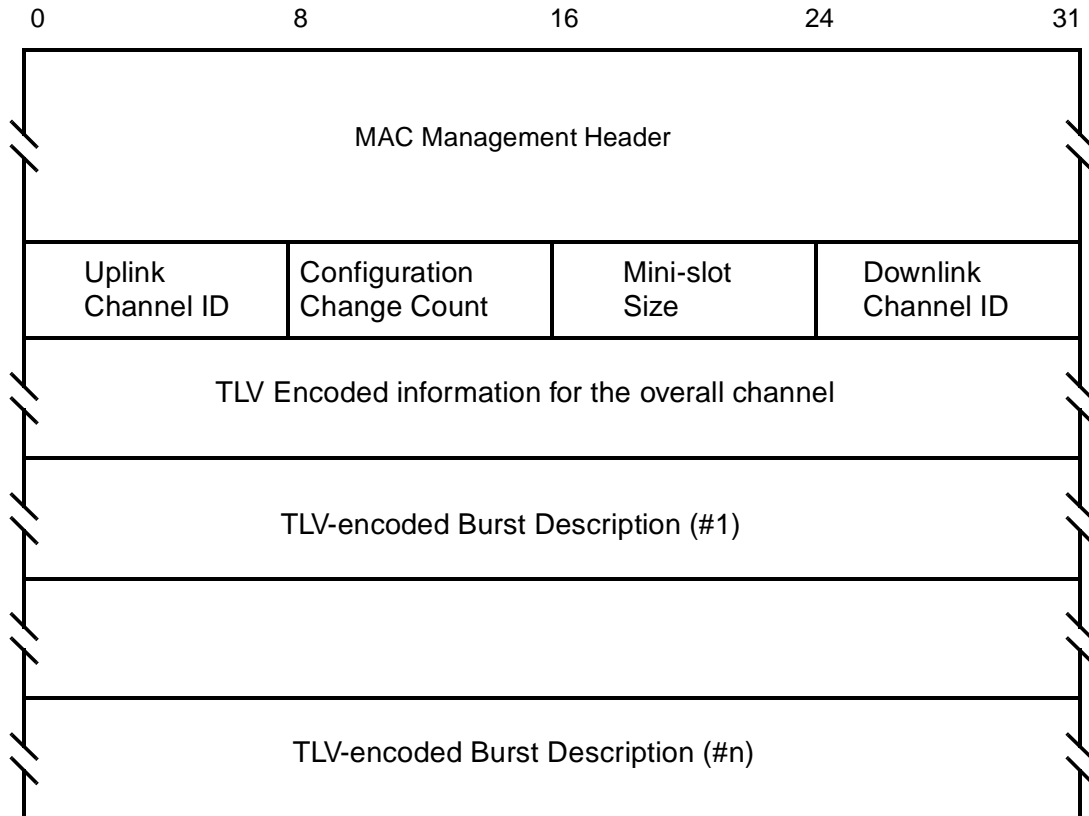 0 8 16 24 31
MAC Management Header
Uplink
Channel ID
Configuration
Change Count
Mini-slot
Size
Downlink
Channel ID
TLV Encoded information for the overall channel
TLV-encoded Burst Description (#1)
TLV-encoded Burst Description (#n)